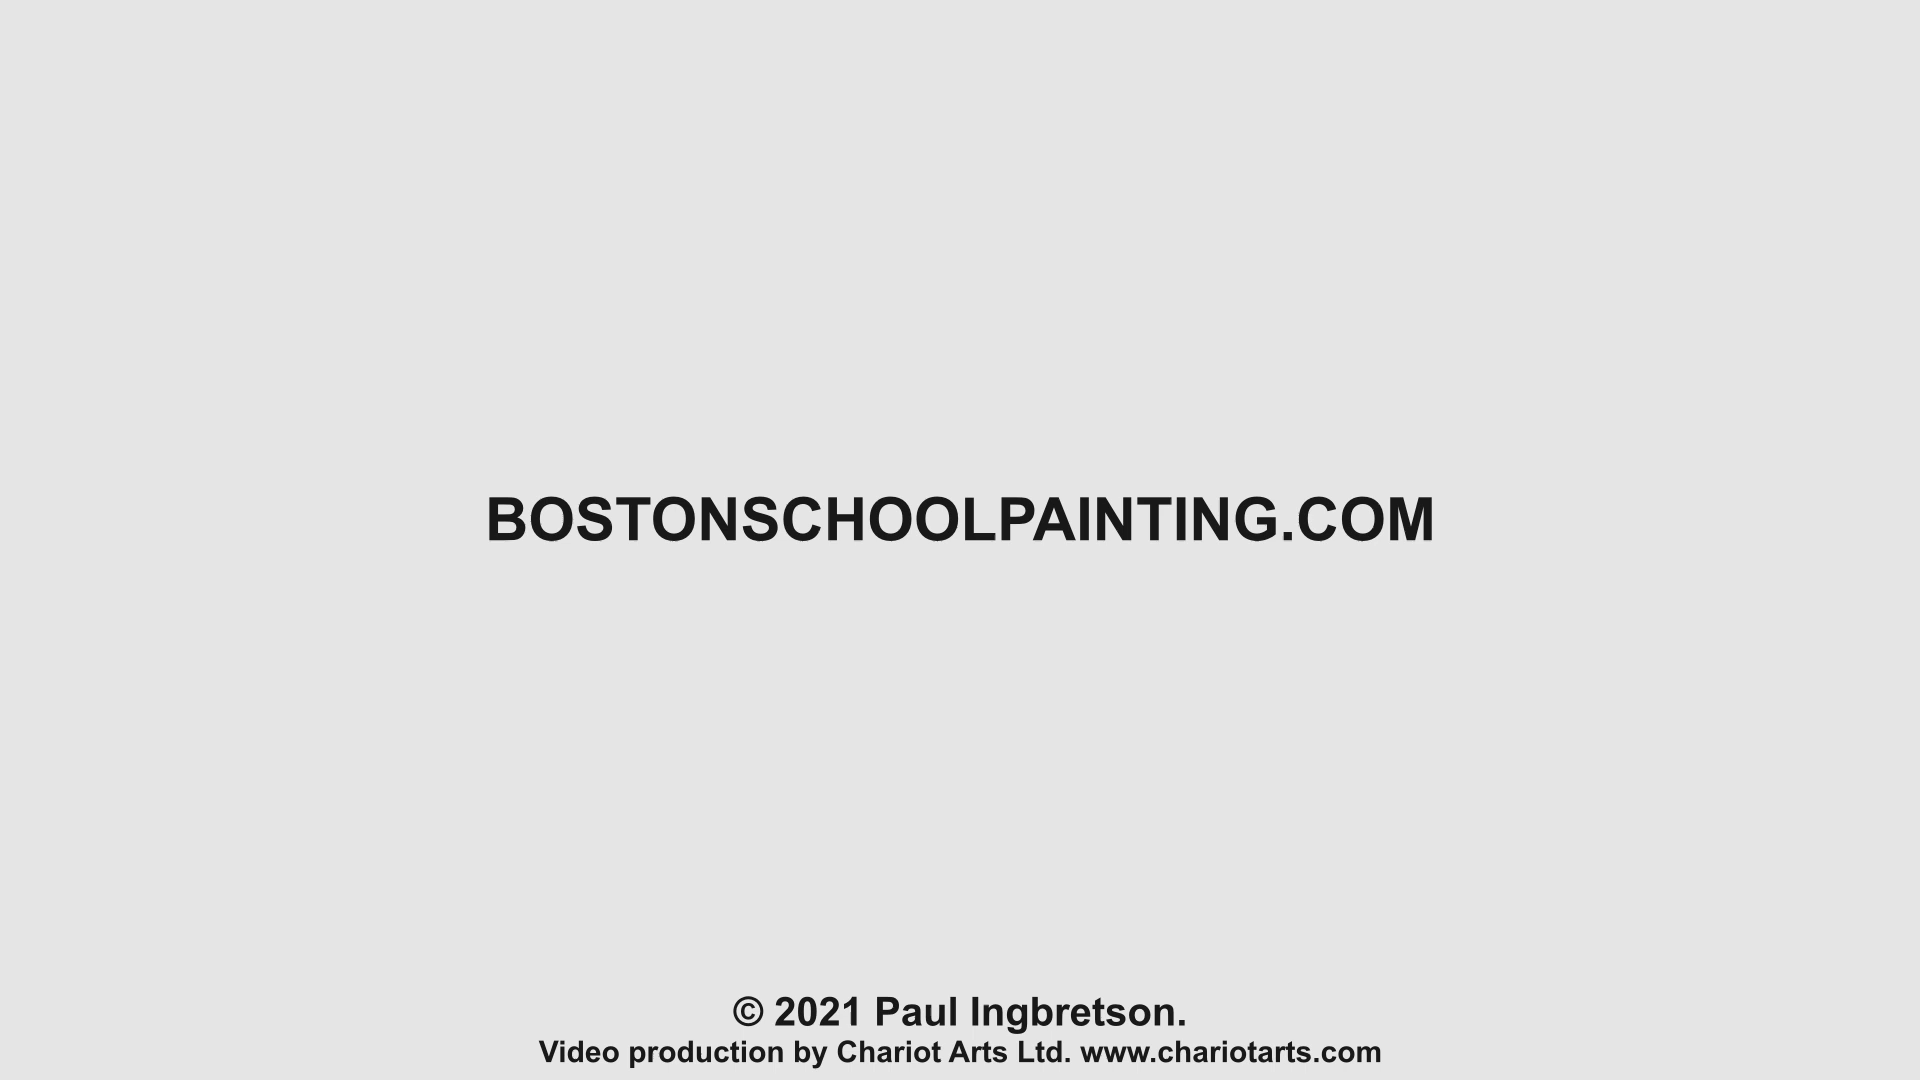 BOSTONSCHOOLPAINTING.COM
© 2021 Paul Ingbretson.
Video production by Chariot Arts Ltd. www.chariotarts.com